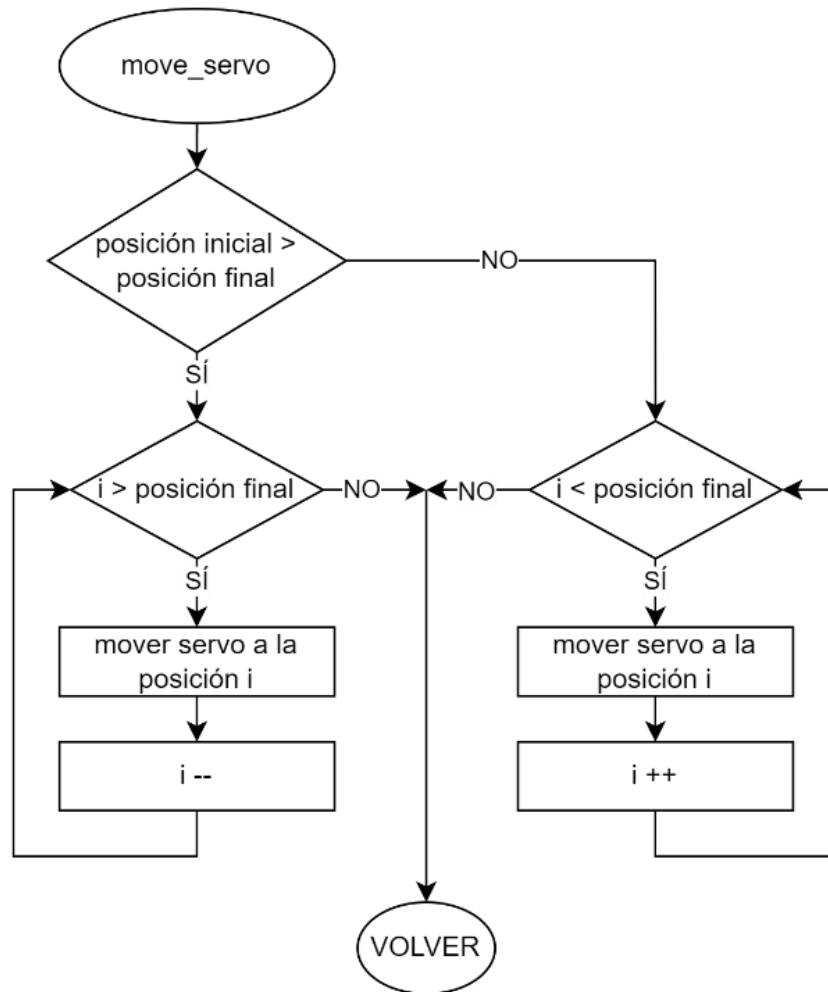 move_servo
posición inicial >
posición final
NO
SÍ
i > posición final
NO
NO
i < posición final
SÍ
SÍ
mover servo a la
posición i
mover servo a la
posición i
i --
i ++
VOLVER